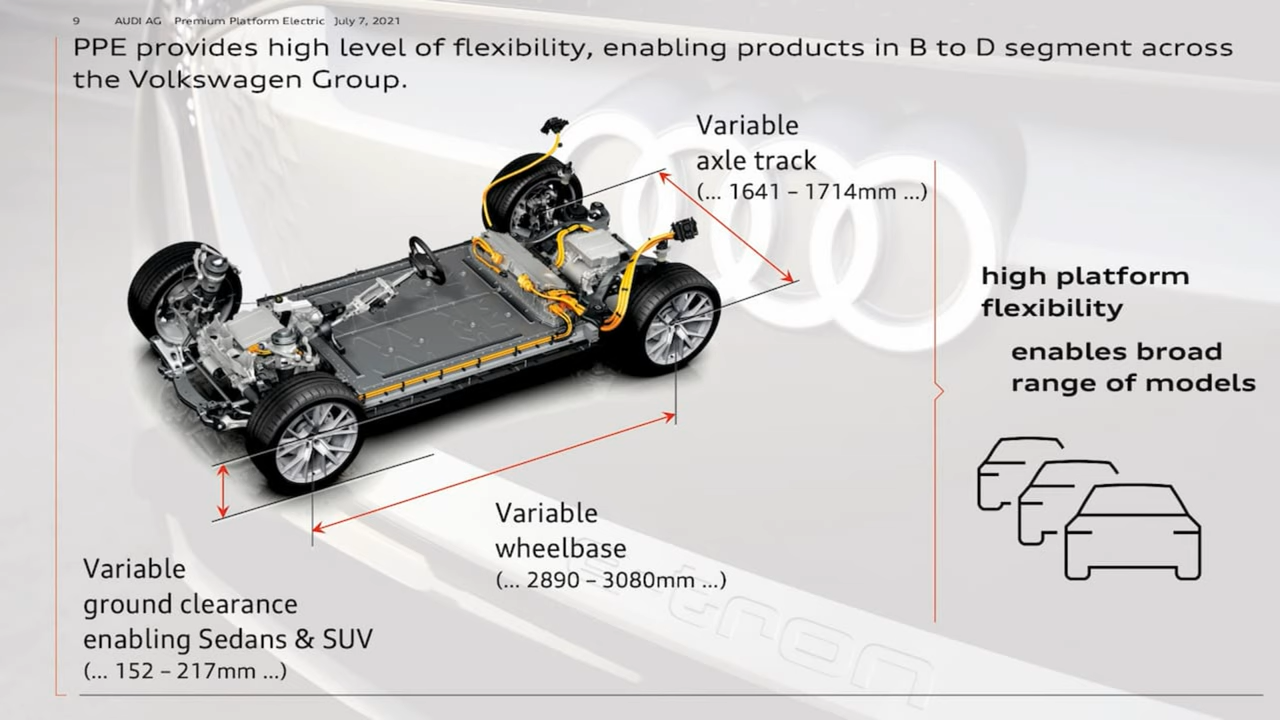 9 AUDI AG Premium Platform Electric July 7, 2021
PPE provides high level of flexibility, enabling products in B to D segment across
the Volkswagen Group.
Variable
axle track
(... 1641 – 1714mm ...)
high platform
flexibility
enables broad
range of models
Variable
wheelbase
(... 2890 – 3080mm ...)
Variable
ground clearance
enabling Sedans & SUV
(... 152 – 217mm ...)
e-tron